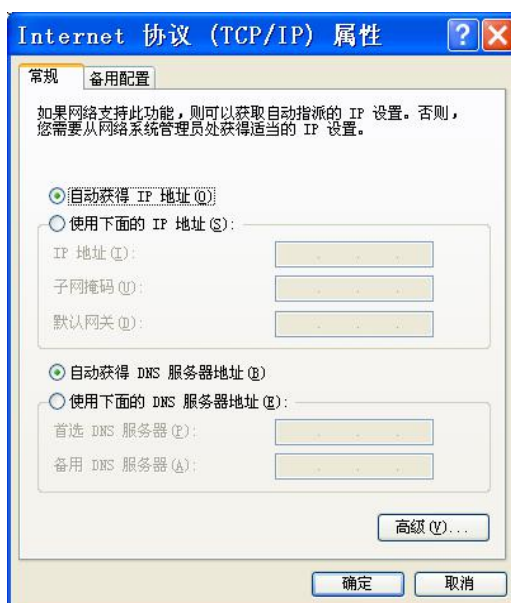 Internet 协议 (TCP/IP) 属性
常规 备用配置
如果网络支持此功能,则可以获取自动指派的 IP 设置。否则,
您需要从网络系统管理员处获得适当的 IP 设置。
自动获得 IP 地址(O)
使用下面的 IP 地址(S):
IP 地址(I):
子网掩码(U):
默认网关(D):
自动获得 DNS 服务器地址(B)
使用下面的 DNS 服务器地址(E):
首选 DNS 服务器(P):
备用 DNS 服务器(A):
高级(V)...
确定 取消